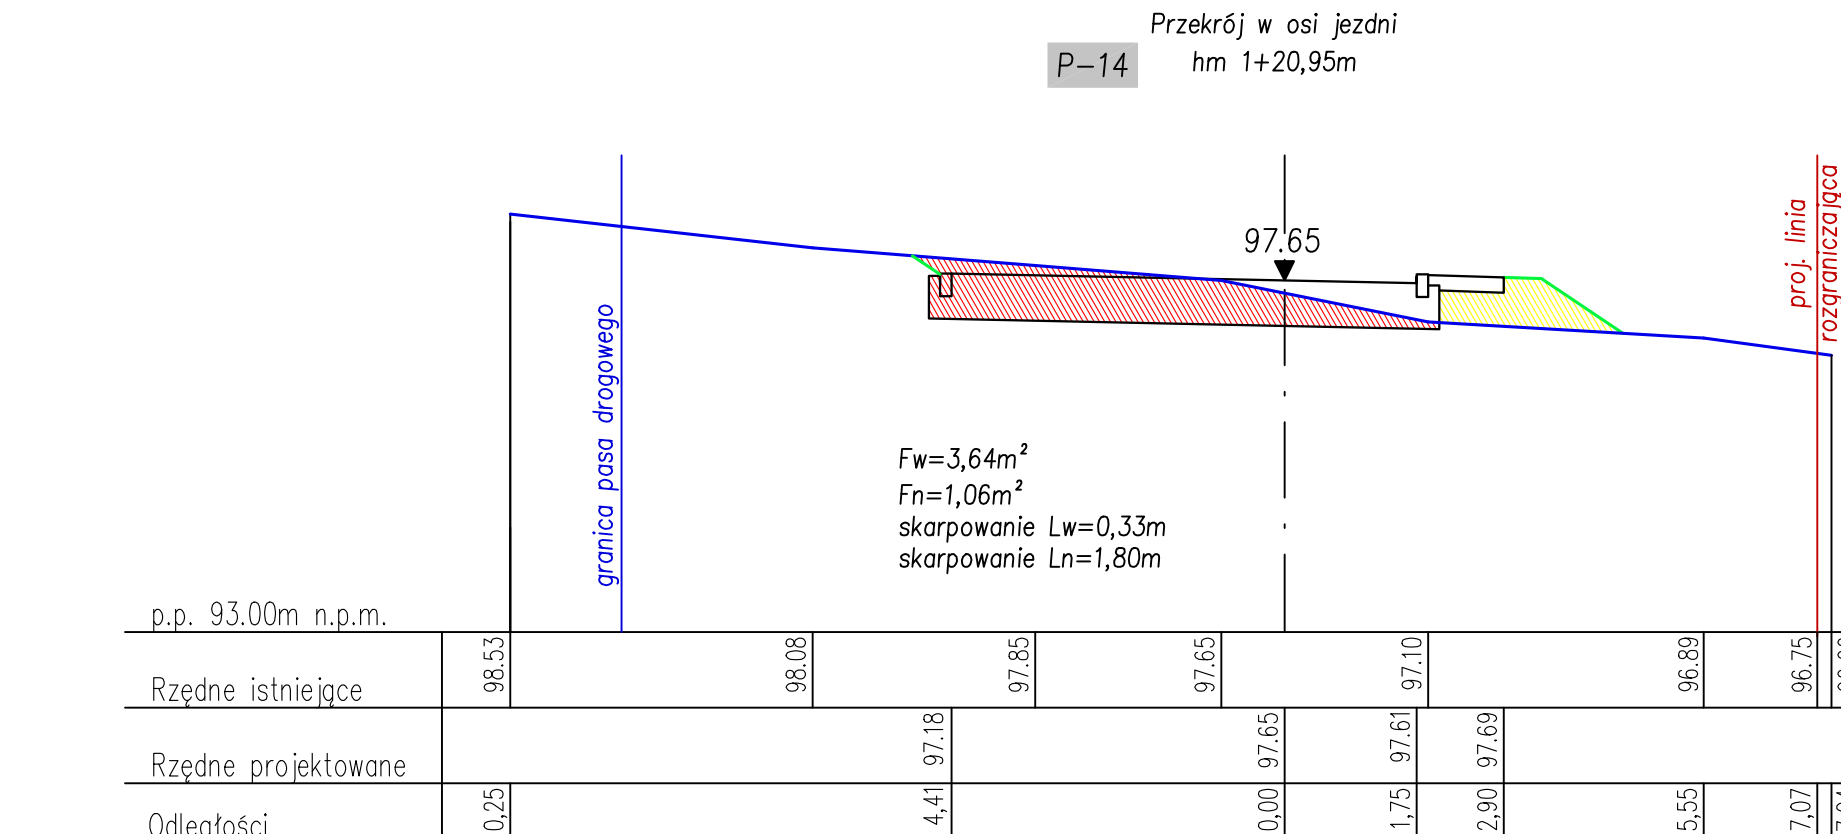 Przekrój w osi jezdni
P-14
hm 1+20,95m
97.65
granica pasa drogowego
proj. linia
rozgraniczająca
Fw=3,64m²
Fn=1,06m²
skarpowanie Lw=0,33m
skarpowanie Ln=1,80m
p.p. 93.00m n.p.m.
Rzędne istniejące 98.53 98.08 97.85 97.65 97.10 96.89 96.75
Rzędne projektowane 97.18 97.65 97.61 97.69
Odległości 0,25 4,41 0,00 1,75 2,90 5,55 7,07